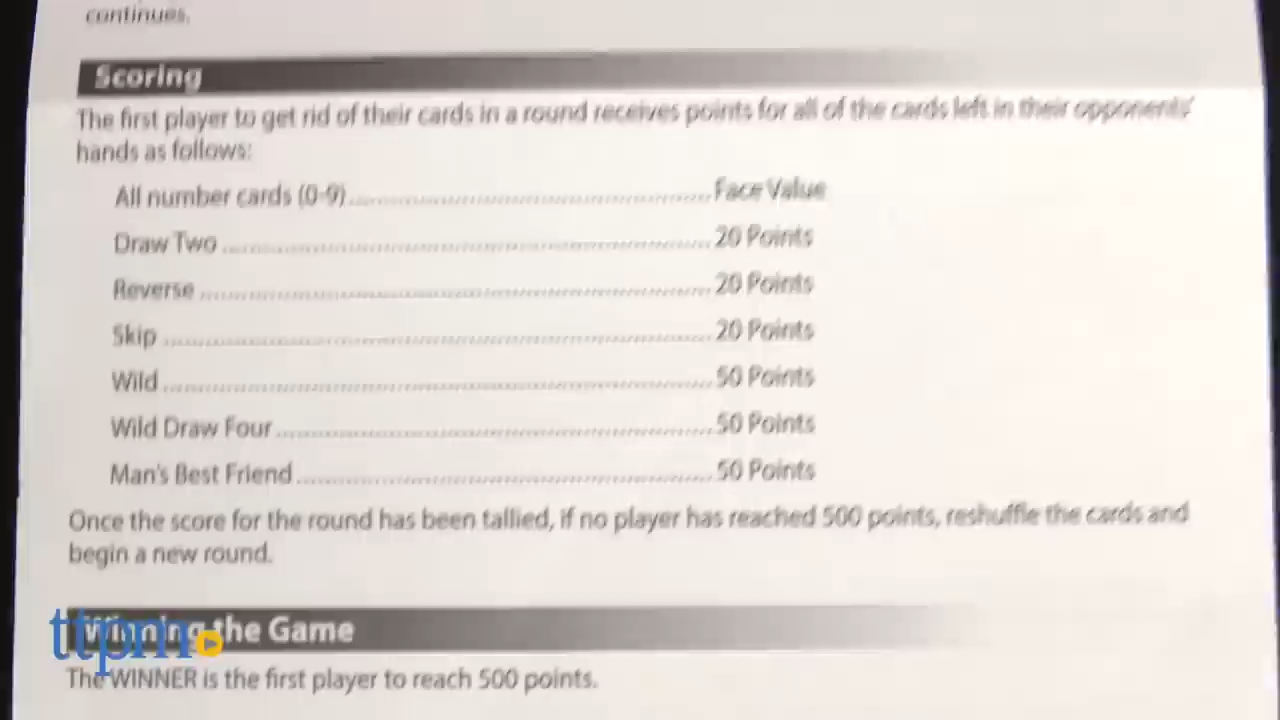 continues.
Scoring
The first player to get rid of their cards in a round receives points for all of the cards left in their opponents'
hands as follows:
All number cards (0-9)..........Face Value
Draw Two..........20 Points
Reverse..........20 Points
Skip..........20 Points
Wild..........50 Points
Wild Draw Four..........50 Points
Man's Best Friend..........50 Points
Once the score for the round has been tallied, if no player has reached 500 points, reshuffle the cards and
begin a new round.
Winning the Game
ttpm
The WINNER is the first player to reach 500 points.